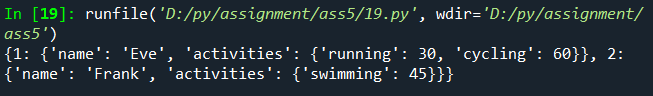 In [19]: runfile('D:/py/assignment/ass5/19.py', wdir='D:/py/assignment/
ass5')
{1: {'name': 'Eve', 'activities': {'running': 30, 'cycling': 60}}, 2:
{'name': 'Frank', 'activities': {'swimming': 45}}}